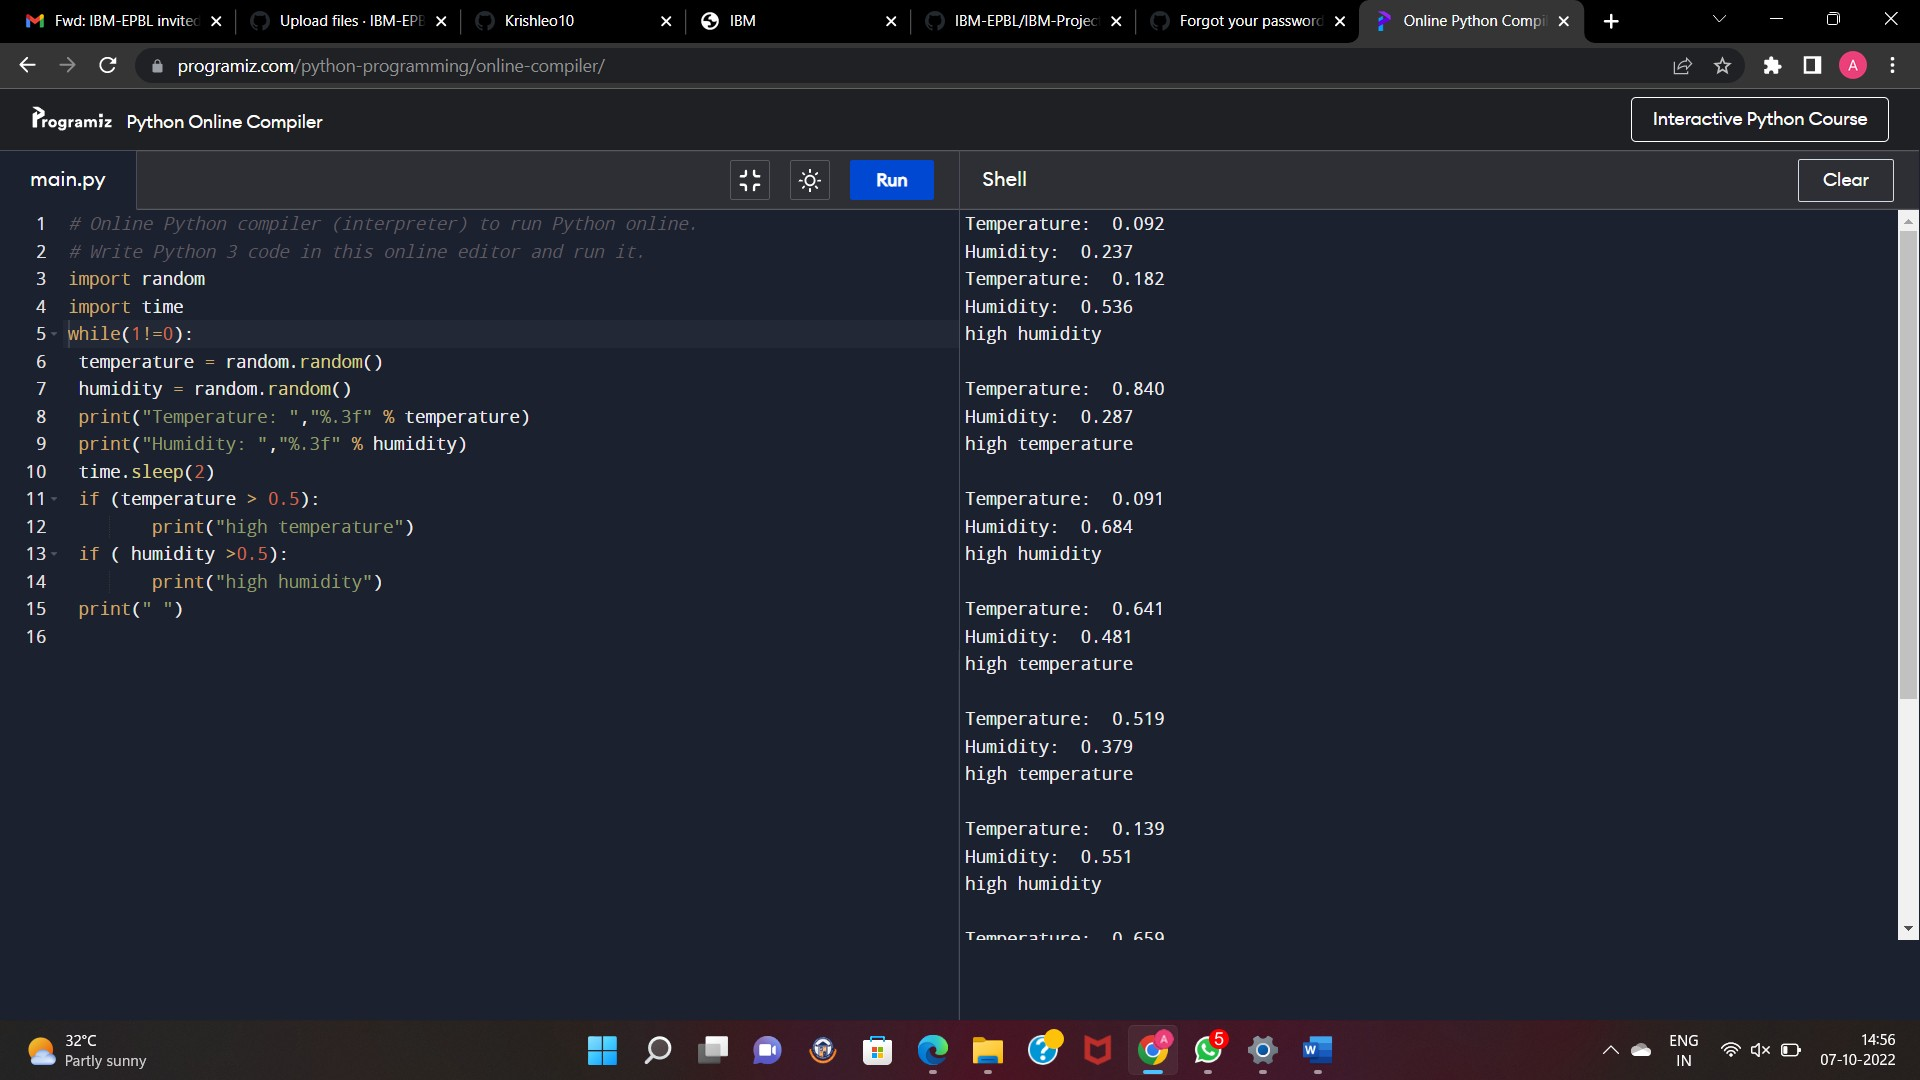 Fwd: IBM-EPBL invited
Upload files · IBM-EPB
Krishleo10
IBM
IBM-EPBL/IBM-Projec
Forgot your password
Online Python Compil
programiz.com/python-programming/online-compiler/
A
Programiz Python Online Compiler
Interactive Python Course
main.py
Run
Shell
Clear
1 # Online Python compiler (interpreter) to run Python online.
2 # Write Python 3 code in this online editor and run it.
3 import random
4 import time
5 while(1!=0):
6 temperature = random.random()
7 humidity = random.random()
8 print("Temperature: ","%.3f" % temperature)
9 print("Humidity: ","%.3f" % humidity)
10 time.sleep(2)
11 if (temperature > 0.5):
12 print("high temperature")
13 if ( humidity >0.5):
14 print("high humidity")
15 print(" ")
16
Temperature:  0.092
Humidity:  0.237
Temperature:  0.182
Humidity:  0.536
high humidity
Temperature:  0.840
Humidity:  0.287
high temperature
Temperature:  0.091
Humidity:  0.684
high humidity
Temperature:  0.641
Humidity:  0.481
high temperature
Temperature:  0.519
Humidity:  0.379
high temperature
Temperature:  0.139
Humidity:  0.551
high humidity
Temperature:  0.659
32°C
Partly sunny
A
5
W
ENG
IN
14:56
07-10-2022